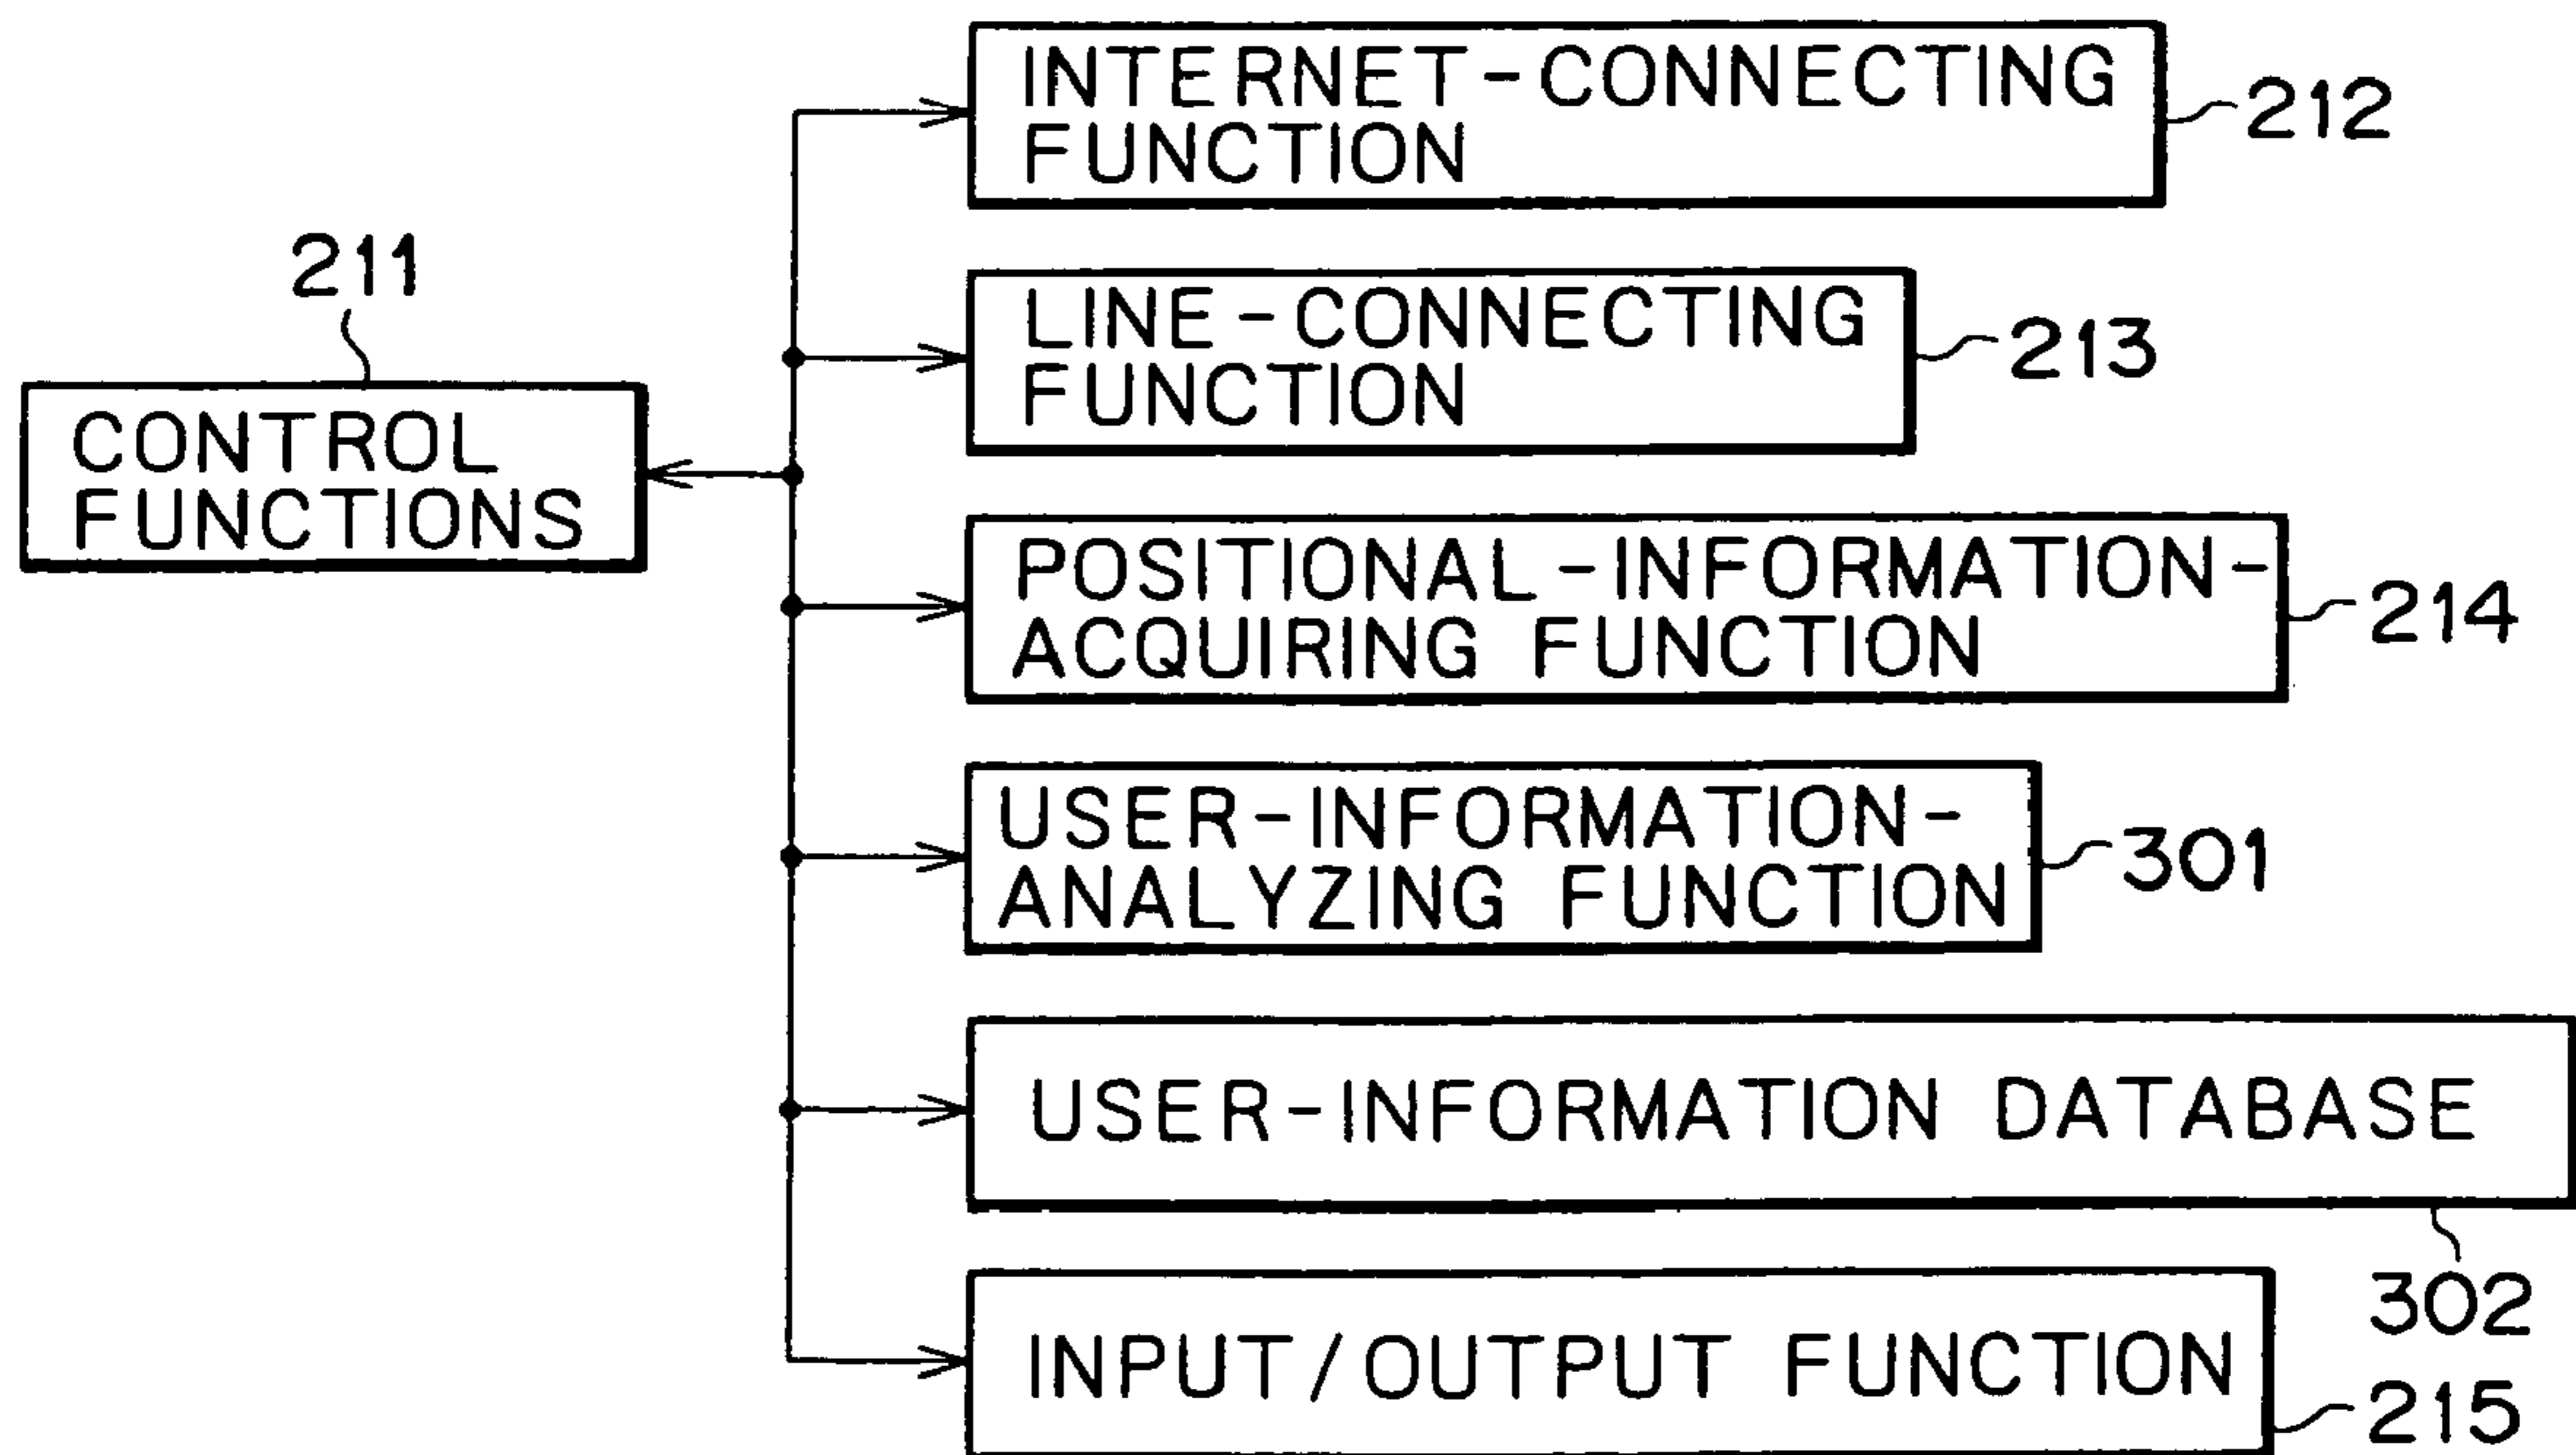 INTERNET-CONNECTING
FUNCTION
212
211
LINE-CONNECTING
FUNCTION
213
CONTROL
FUNCTIONS
POSITIONAL-INFORMATION-
ACQUIRING FUNCTION
214
USER-INFORMATION-
ANALYZING FUNCTION
301
USER-INFORMATION DATABASE
302
INPUT/OUTPUT FUNCTION
215